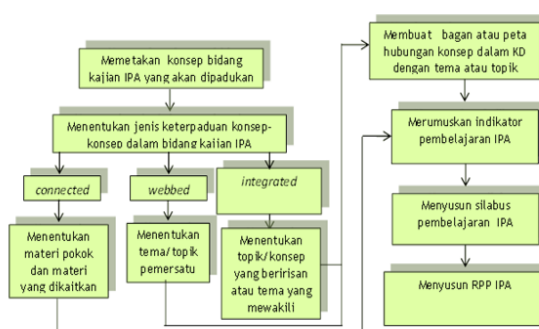 Memetakan konsep bidang
kajian IPA yang akan dipadukan
Menentukan jenis keterpaduan konsep-
konsep dalam bidang kajian IPA
connected
webbed
integrated
Menentukan
materi pokok
dan materi
yang dikaitkan
Menentukan
tema/topik
pemersatu
Menentukan
topik/konsep
yang beririsan
atau tema yang
mewakili
Membuat bagan atau peta
hubungan konsep dalam KD
dengan tema atau topik
Merumuskan indikator
pembelajaran IPA
Menyusun silabus
pembelajaran IPA
Menyusun RPP IPA